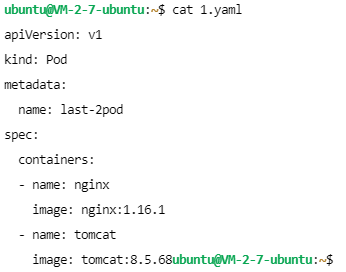 ubuntu@VM-2-7-ubuntu:~$ cat 1.yaml
apiVersion: v1
kind: Pod
metadata:
  name: last-2pod
spec:
  containers:
  - name: nginx
    image: nginx:1.16.1
  - name: tomcat
    image: tomcat:8.5.68ubuntu@VM-2-7-ubuntu:~$